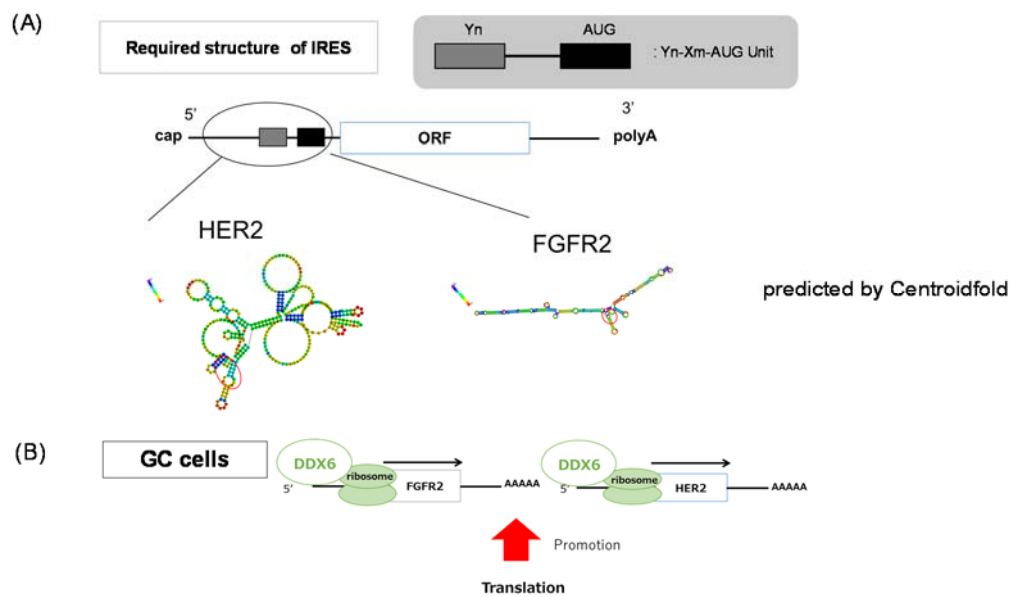 (A)
Required structure of IRES
Yn AUG
: Yn-Xm-AUG Unit
5’ 3’
cap ORF polyA
HER2 FGFR2
predicted by Centroidfold
(B)
GC cells
DDX6 ribosome FGFR2 AAAAA
5’
DDX6 ribosome HER2 AAAAA
5’
Promotion
Translation